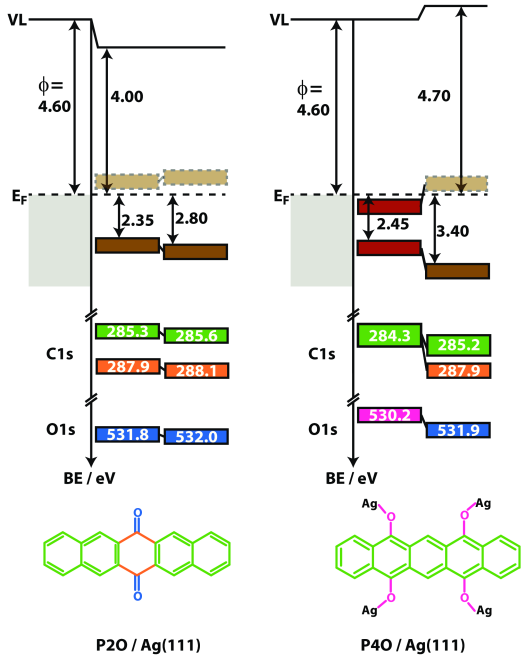 VL
ϕ=
4.60
4.00
E_F
2.35
2.80
C1s
285.3
285.6
287.9
288.1
O1s
531.8
532.0
BE / eV
O
O
P2O / Ag(111)
VL
ϕ=
4.60
4.70
E_F
2.45
3.40
C1s
284.3
285.2
287.9
530.2
O1s
531.9
BE / eV
Ag
Ag
O
O
O
O
Ag
Ag
P4O / Ag(111)